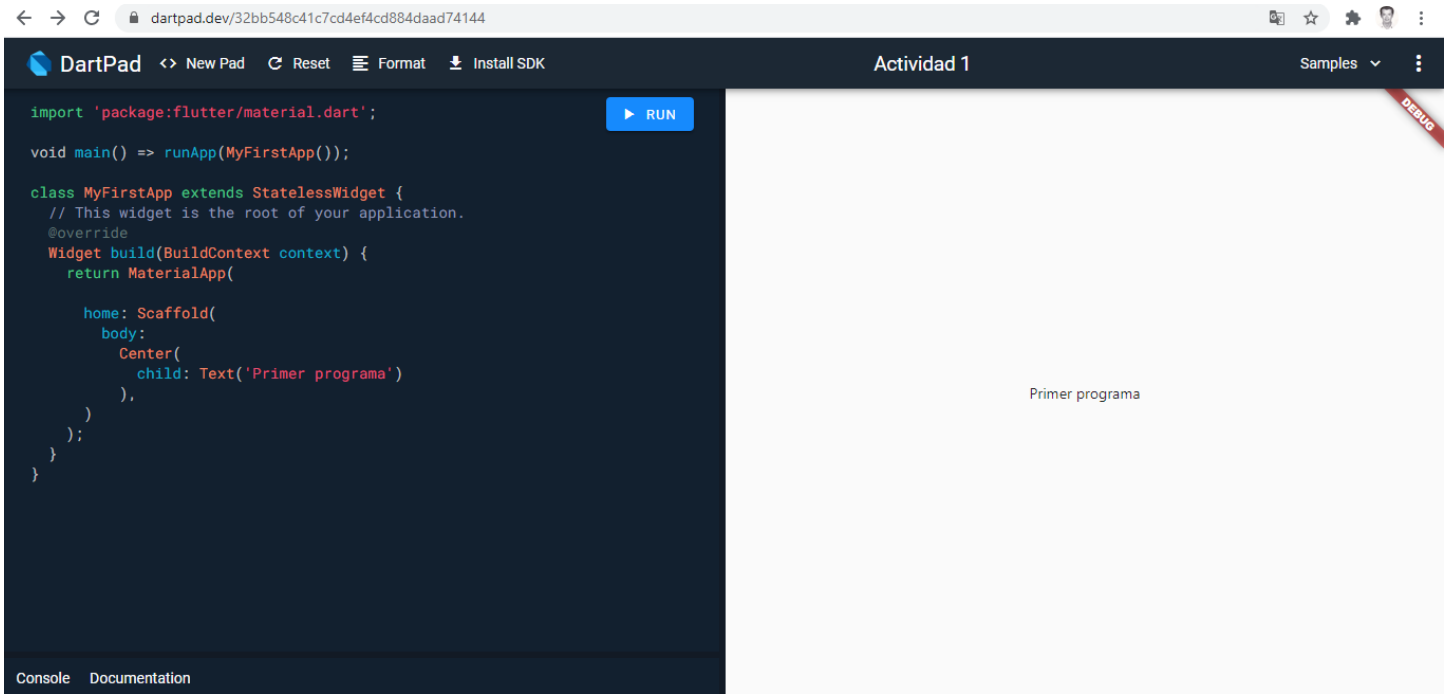 dartpad.dev/32bb548c41c7cd4ef4cd884daad74144
DartPad <> New Pad Reset Format Install SDK Actividad 1 Samples
import 'package:flutter/material.dart';
RUN
DEBUG
void main() => runApp(MyFirstApp());
class MyFirstApp extends StatelessWidget {
// This widget is the root of your application.
@override
Widget build(BuildContext context) {
return MaterialApp(
home: Scaffold(
body:
Center(
child: Text('Primer programa')
),
)
);
}
}
Primer programa
Console Documentation